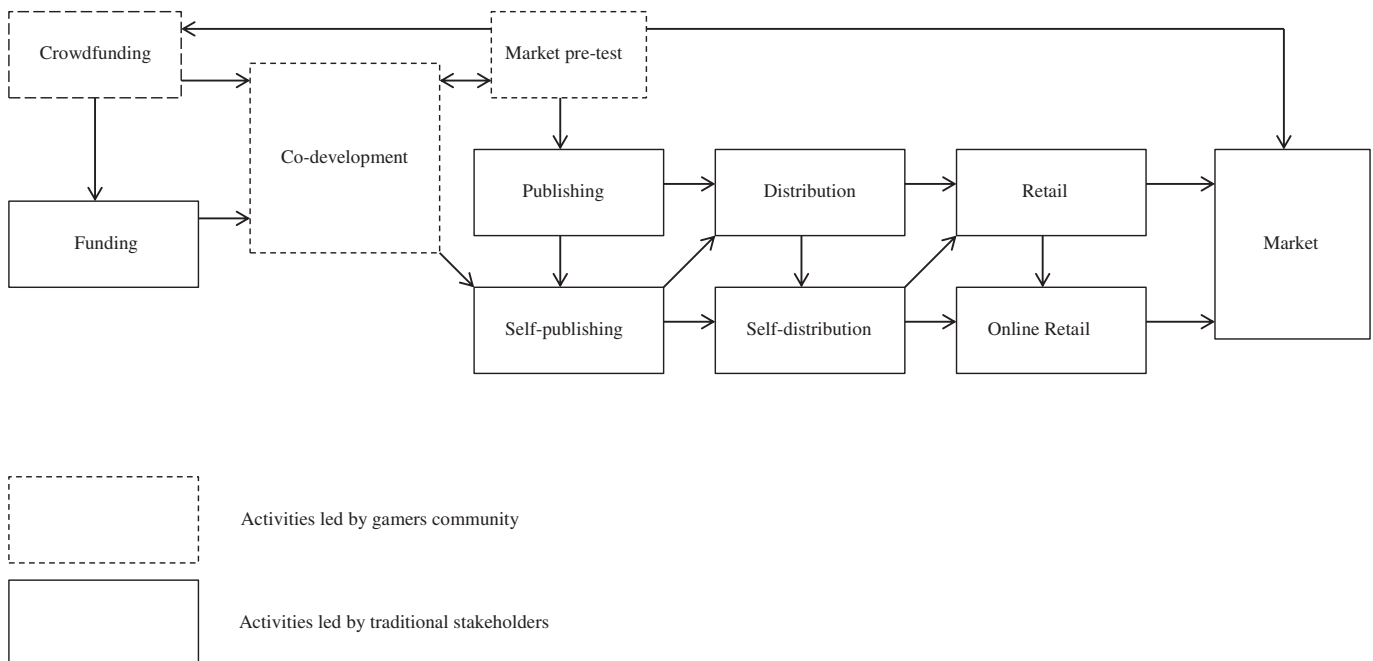 Crowdfunding
Market pre-test
Co-development
Publishing
Distribution
Retail
Funding
Market
Self-publishing
Self-distribution
Online Retail
Activities led by gamers community
Activities led by traditional stakeholders